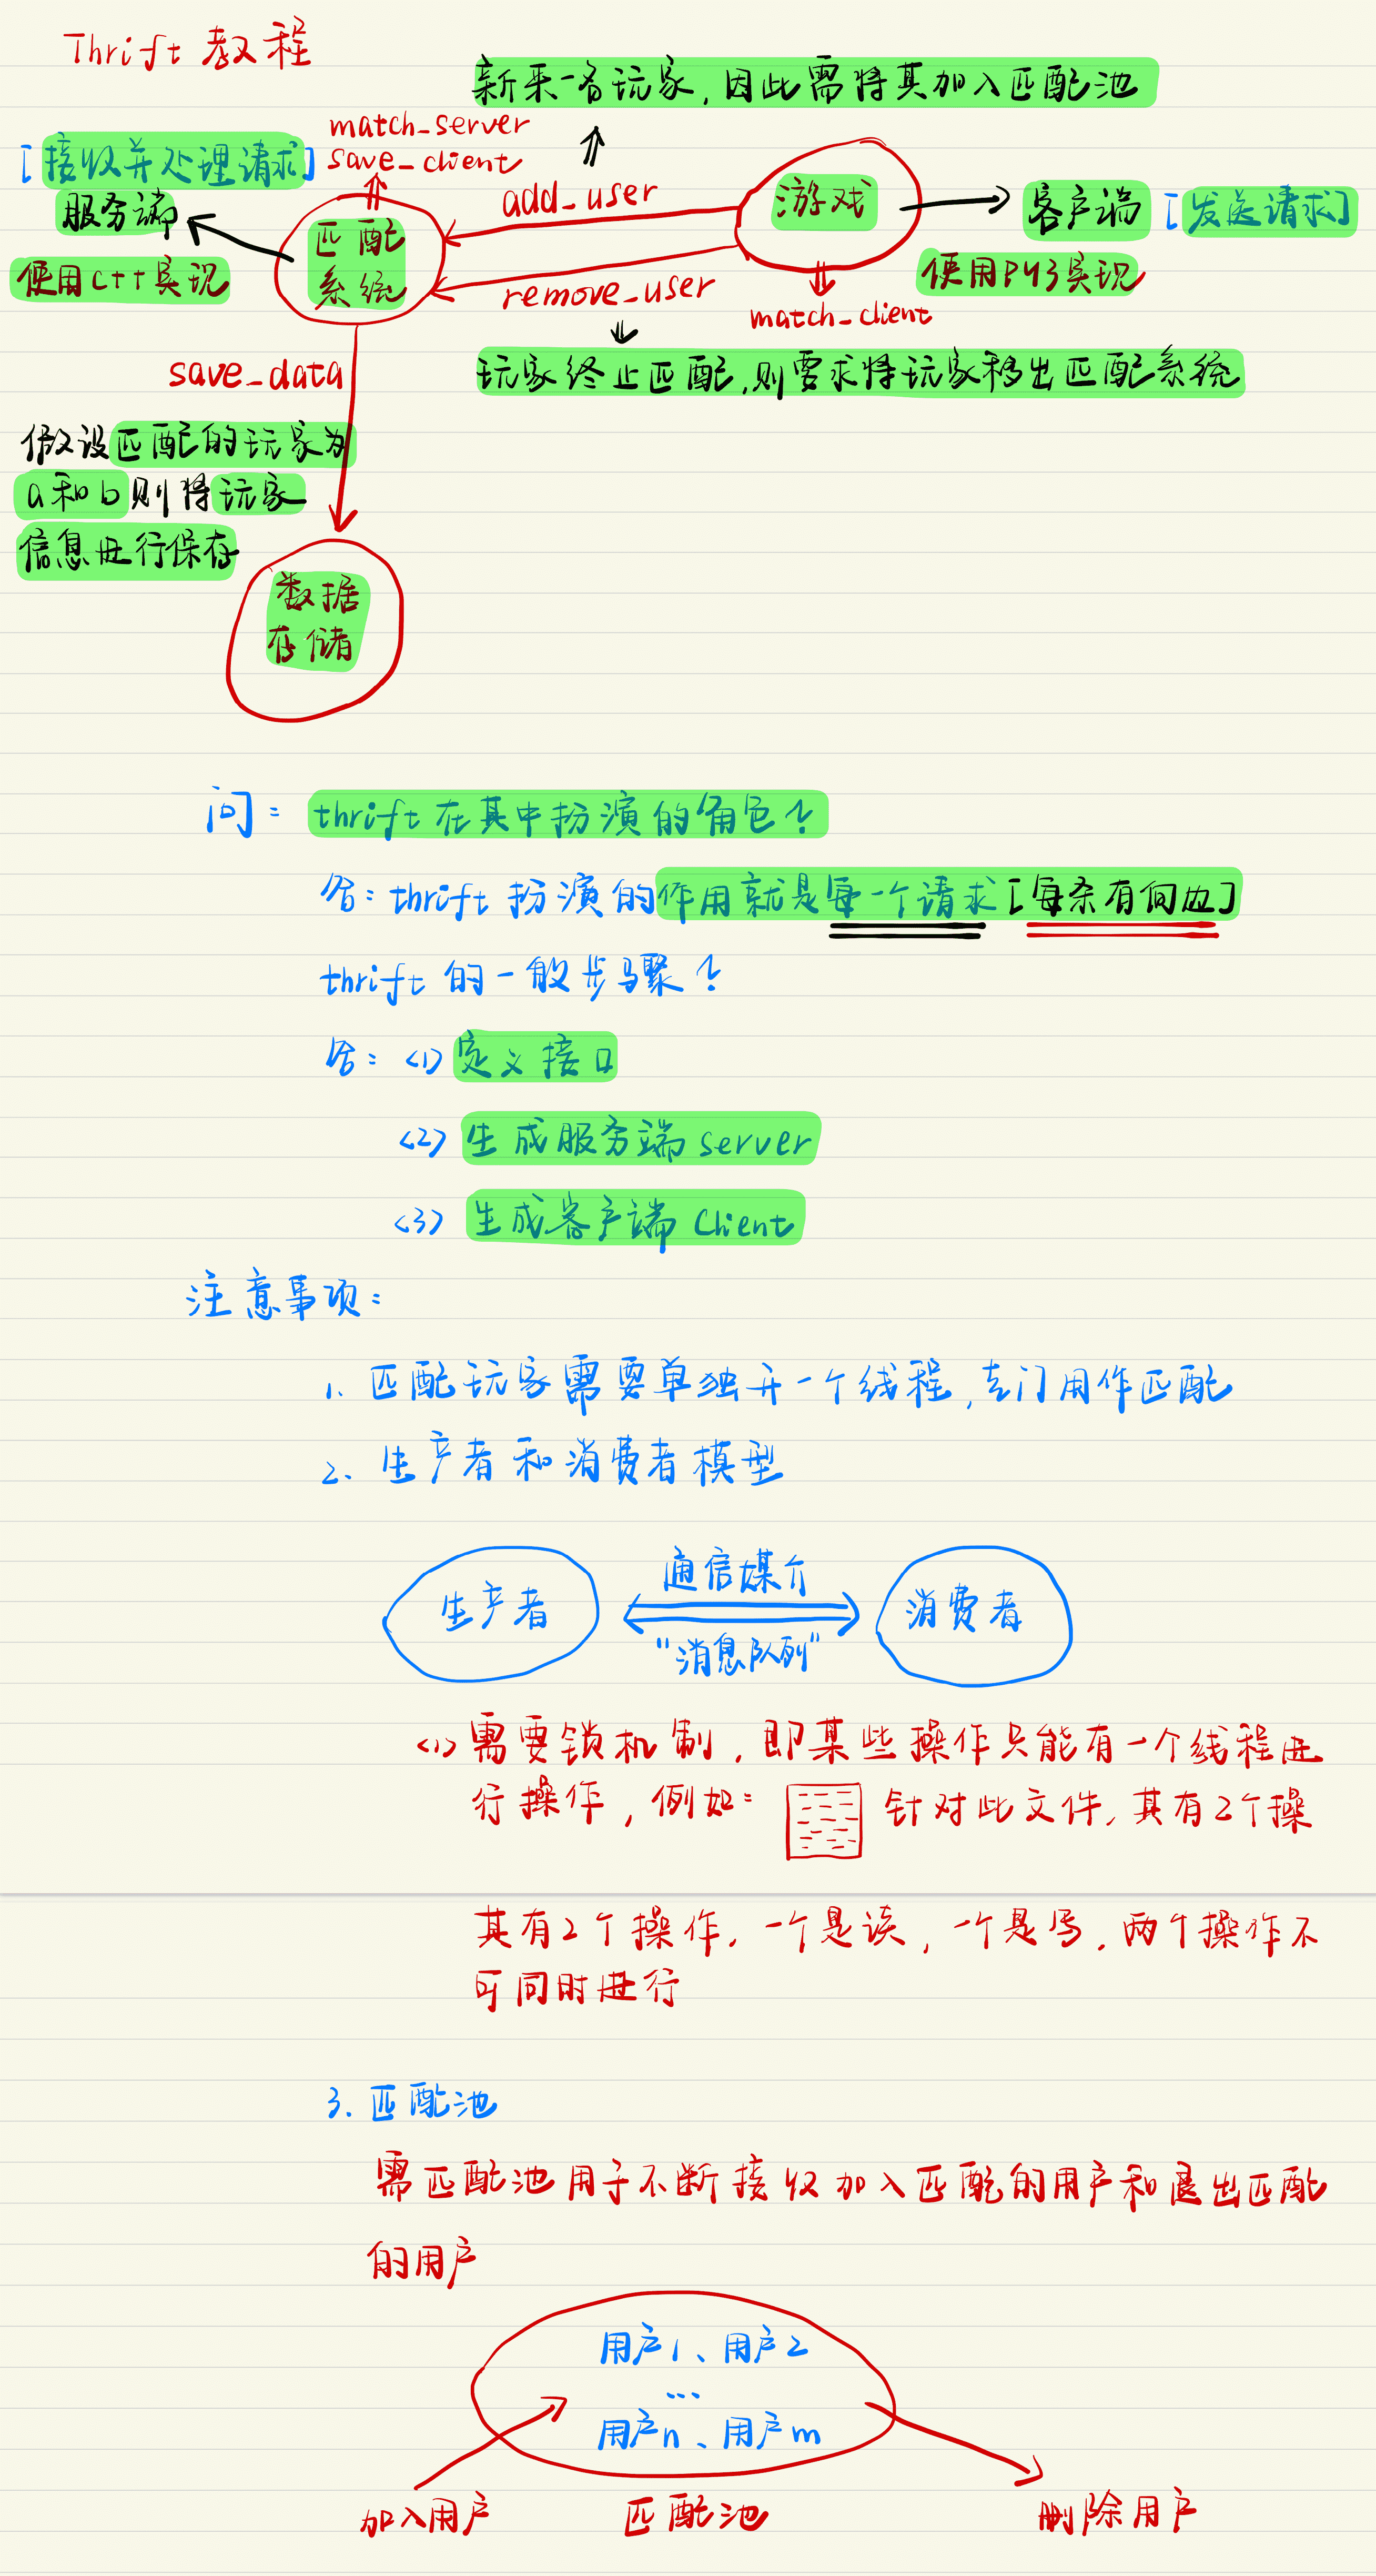 Thrift 教程
新来一名玩家,因此需将其加入匹配池
match_server
save_client
[接收并处理请求]
服务端
使用C++实现
匹配
系统
add_user
remove_user
游戏
match_client
客户端 [发送请求]
使用PY3实现
玩家终止匹配,则要求将玩家移出匹配系统
save_data
假设匹配的玩家为
a和b则将玩家
信息进行保存
数据
存储
问: thrift在其中扮演的角色?
答: thrift 扮演的作用就是每一个请求[每条有向边]
thrift 的一般步骤?
答: <1> 定义接口
<2> 生成服务端 server
<3> 生成客户端 Client
注意事项:
1. 匹配玩家需要单独开一个线程,专门用作匹配
2. 生产者和消费者模型
生产者
通信媒介
"消息队列"
消费者
<1> 需要锁机制,即某些操作只能有一个线程进
行操作,例如: 针对此文件,其有2个操
其有2个操作,一个是读,一个是写,两个操作不
可同时进行
3. 匹配池
需匹配池用于不断接收加入匹配的用户和退出匹配
的用户
用户1、用户2
...
用户n、用户m
加入用户
匹配池
删除用户